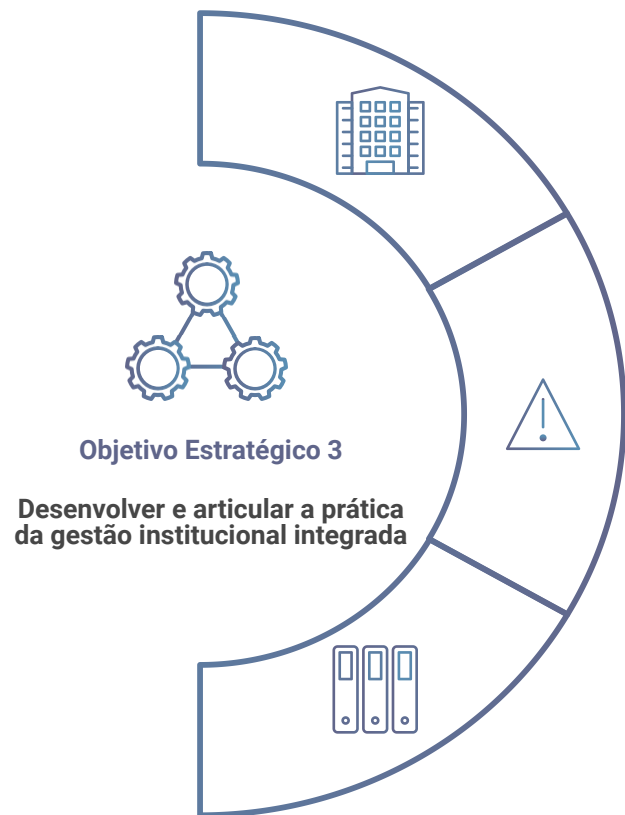 Objetivo Estratégico 3
Desenvolver e articular a prática
da gestão institucional integrada